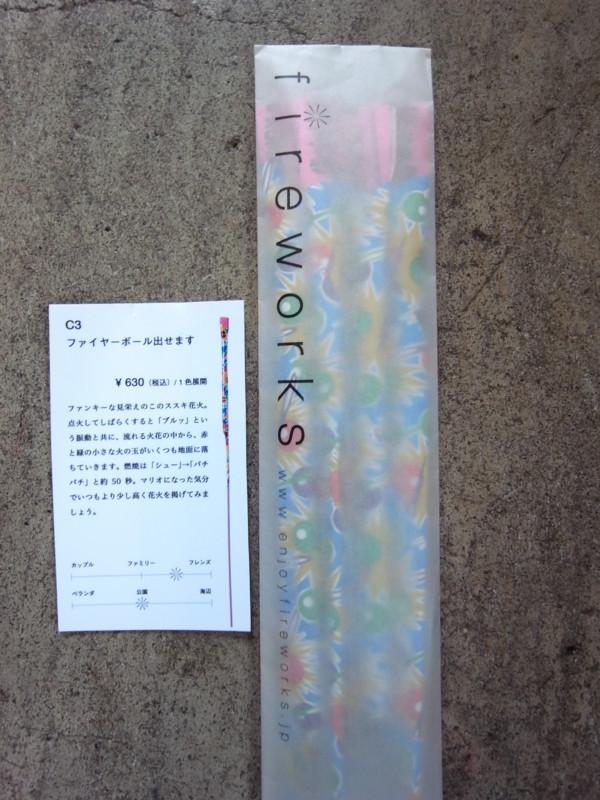 C3
ファイヤーボール出せます
¥ 630（税込）/ 1 色展開
ファンキーな見栄えのこのススキ花火。
点火してしばらくすると「ブルッ」とい
う振動と共に、流れる火花の中から、赤
と緑の小さな火の玉がいくつも地面に落
ちていきます。燃焼は「シュー」→「パチ
パチ」と約 50 秒。マリオになった気分
でいつもより少し高く花火を掲げてみま
しょう。
カップル ファミリー フレンズ
ベランダ 公園 海辺
fireworks
www.enjoyfireworks.jp